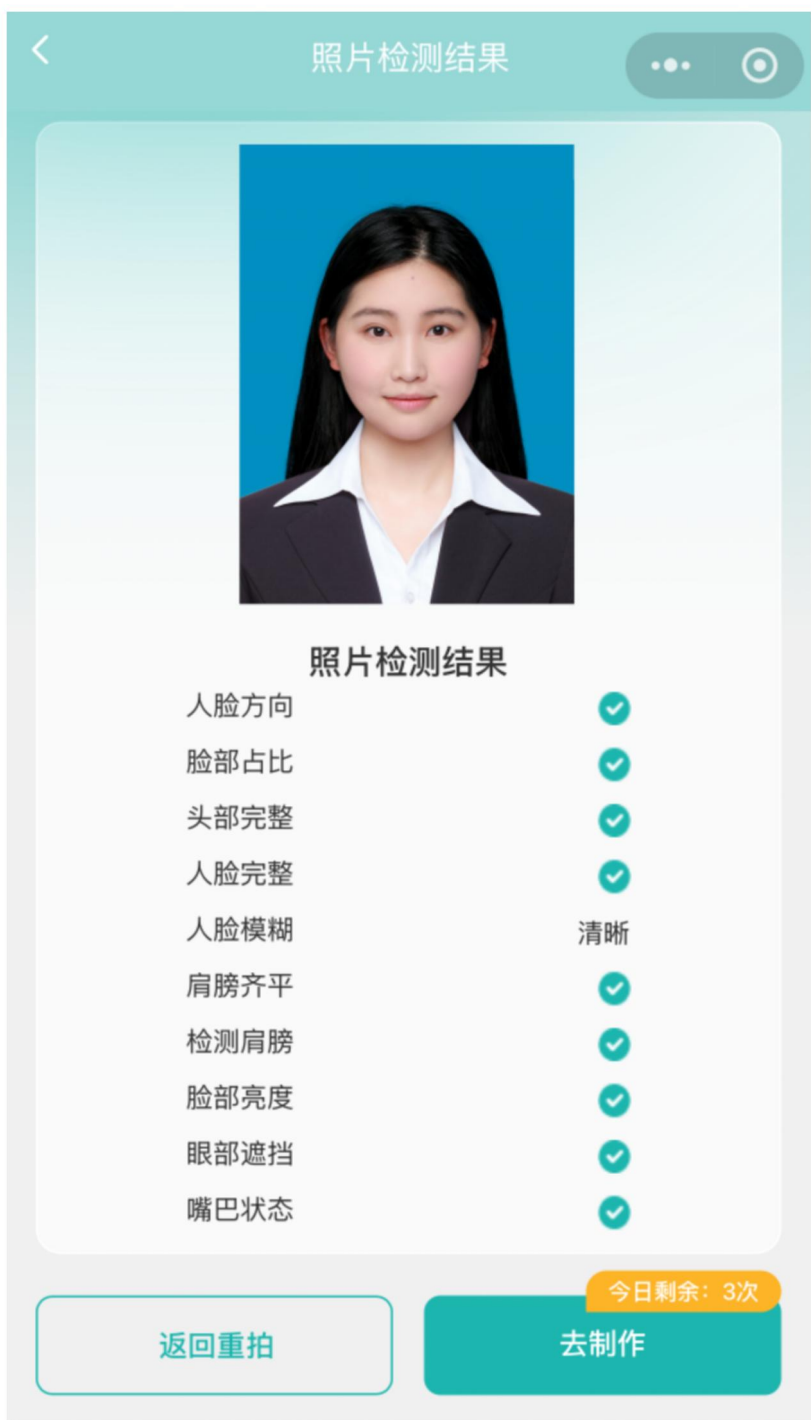 照片检测结果
照片检测结果
人脸方向
脸部占比
头部完整
人脸完整
人脸模糊 清晰
肩膀齐平
检测肩膀
脸部亮度
眼部遮挡
嘴巴状态
今日剩余：3次
返回重拍 去制作